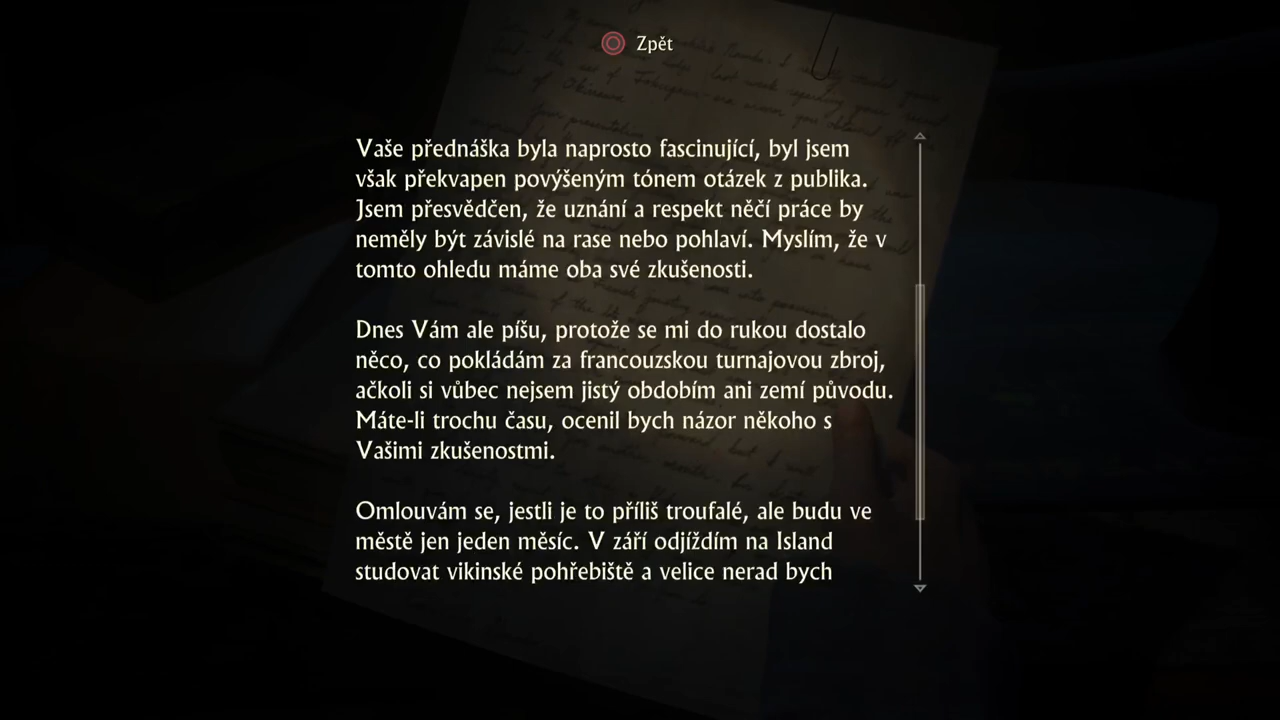 Zpět
Vaše přednáška byla naprosto fascinující, byl jsem
však překvapen povýšeným tónem otázek z publika.
Jsem přesvědčen, že uznání a respekt něčí práce by
neměly být závislé na rase nebo pohlaví. Myslím, že v
tomto ohledu máme oba své zkušenosti.
Dnes Vám ale píšu, protože se mi do rukou dostalo
něco, co pokládám za francouzskou turnajovou zbroj,
ačkoli si vůbec nejsem jistý obdobím ani zemí původu.
Máte-li trochu času, ocenil bych názor někoho s
Vašimi zkušenostmi.
Omlouvám se, jestli je to příliš troufalé, ale budu ve
městě jen jeden měsíc. V září odjíždím na Island
studovat vikinské pohřebiště a velice nerad bych